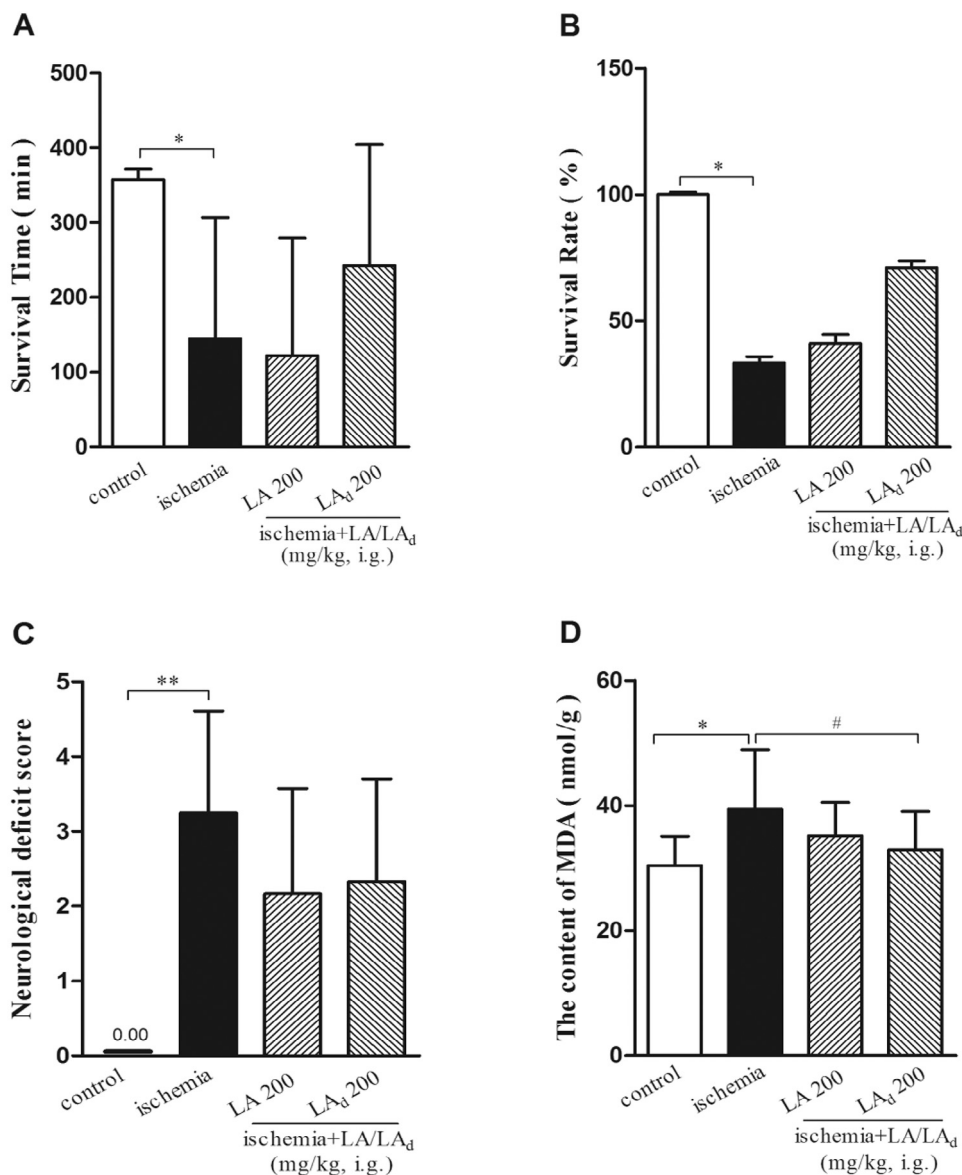 A
Survival Time ( min)
500
400
300
200
100
0
*
control
ischemia
LA 200
LAd 200
ischemia+LA/LAd
(mg/kg, i.g.)
B
Survival Rate ( %)
150
100
50
0
*
control
ischemia
LA 200
LAd 200
ischemia+LA/LAd
(mg/kg, i.g.)
C
Neurological deficit score
5
4
3
2
1
0
**
0.00
control
ischemia
LA 200
LAd 200
ischemia+LA/LAd
(mg/kg, i.g.)
D
The content of MDA ( nmol/g)
60
40
20
0
*
#
control
ischemia
LA 200
LAd 200
ischemia+LA/LAd
(mg/kg, i.g.)